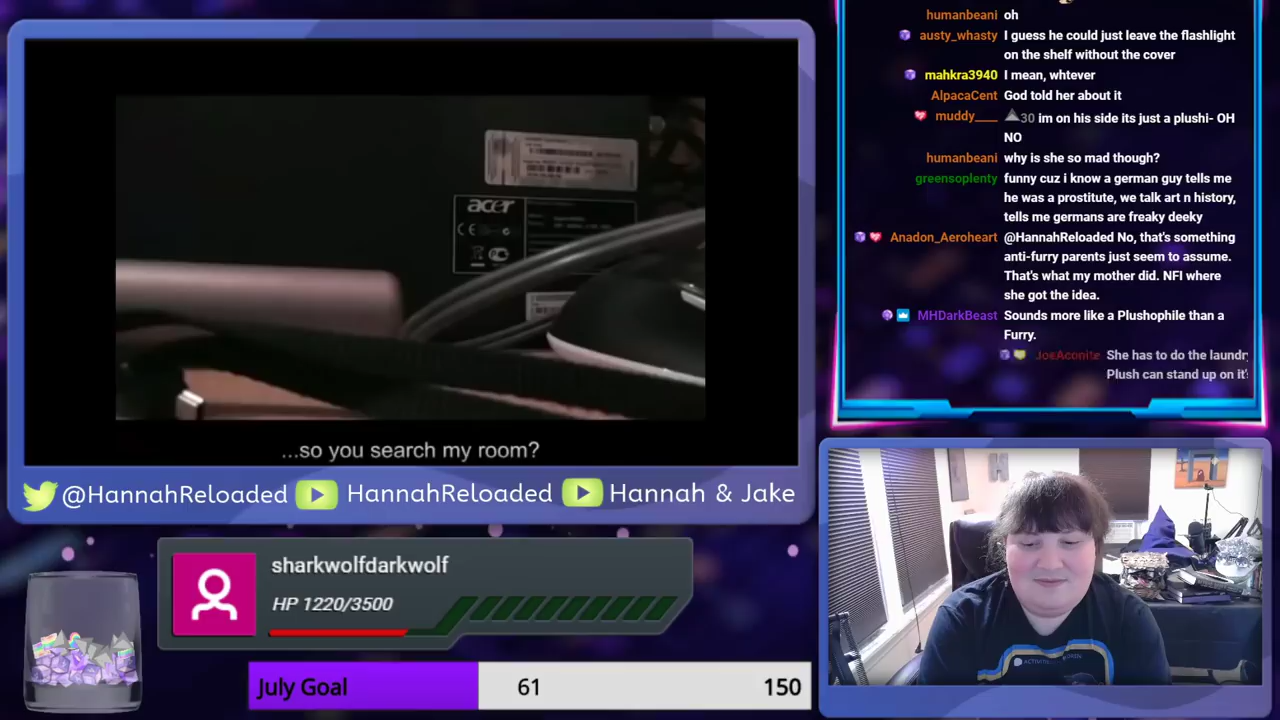 acer
...so you search my room?
@HannahReloaded HannahReloaded Hannah & Jake
sharkwolfdarkwolf
HP 1220/3500
July Goal 61 150
humanbeani oh
austy_whasty I guess he could just leave the flashlight
on the shelf without the cover
mahkra3940 I mean, whtever
AlpacaCent God told her about it
muddy____ 30 im on his side its just a plushi- OH
NO
humanbeani why is she so mad though?
greensoplenty funny cuz i know a german guy tells me
he was a prostitute, we talk art n history,
tells me germans are freaky deeky
Anadon_Aeroheart @HannahReloaded No, that's something
anti-furry parents just seem to assume.
That's what my mother did. NFI where
she got the idea.
MHDarkBeast Sounds more like a Plushophile than a
Furry.
JoeAconite She has to do the laundry
Plush can stand up on it's